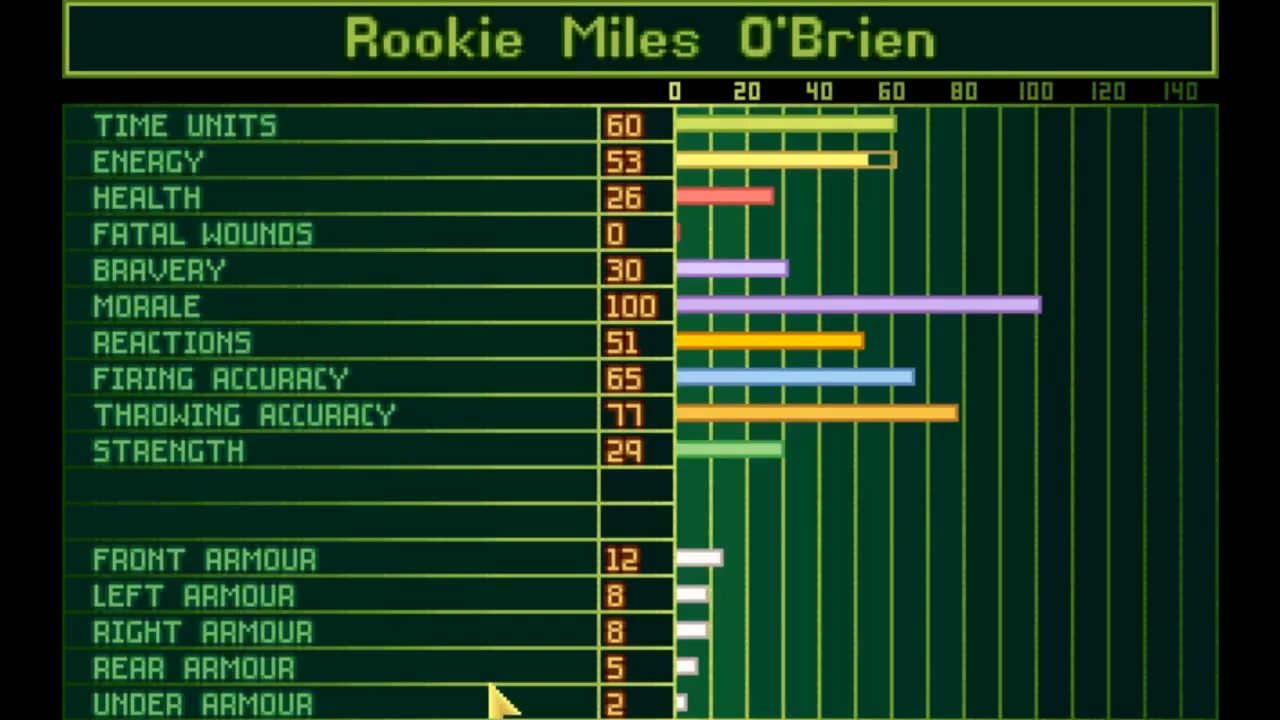 Rookie Miles O'Brien
0 20 40 60 80 100 120 140
TIME UNITS 60
ENERGY 53
HEALTH 26
FATAL WOUNDS 0
BRAVERY 30
MORALE 100
REACTIONS 51
FIRING ACCURACY 65
THROWING ACCURACY 77
STRENGTH 29
FRONT ARMOUR 12
LEFT ARMOUR 8
RIGHT ARMOUR 8
REAR ARMOUR 5
UNDER ARMOUR 2